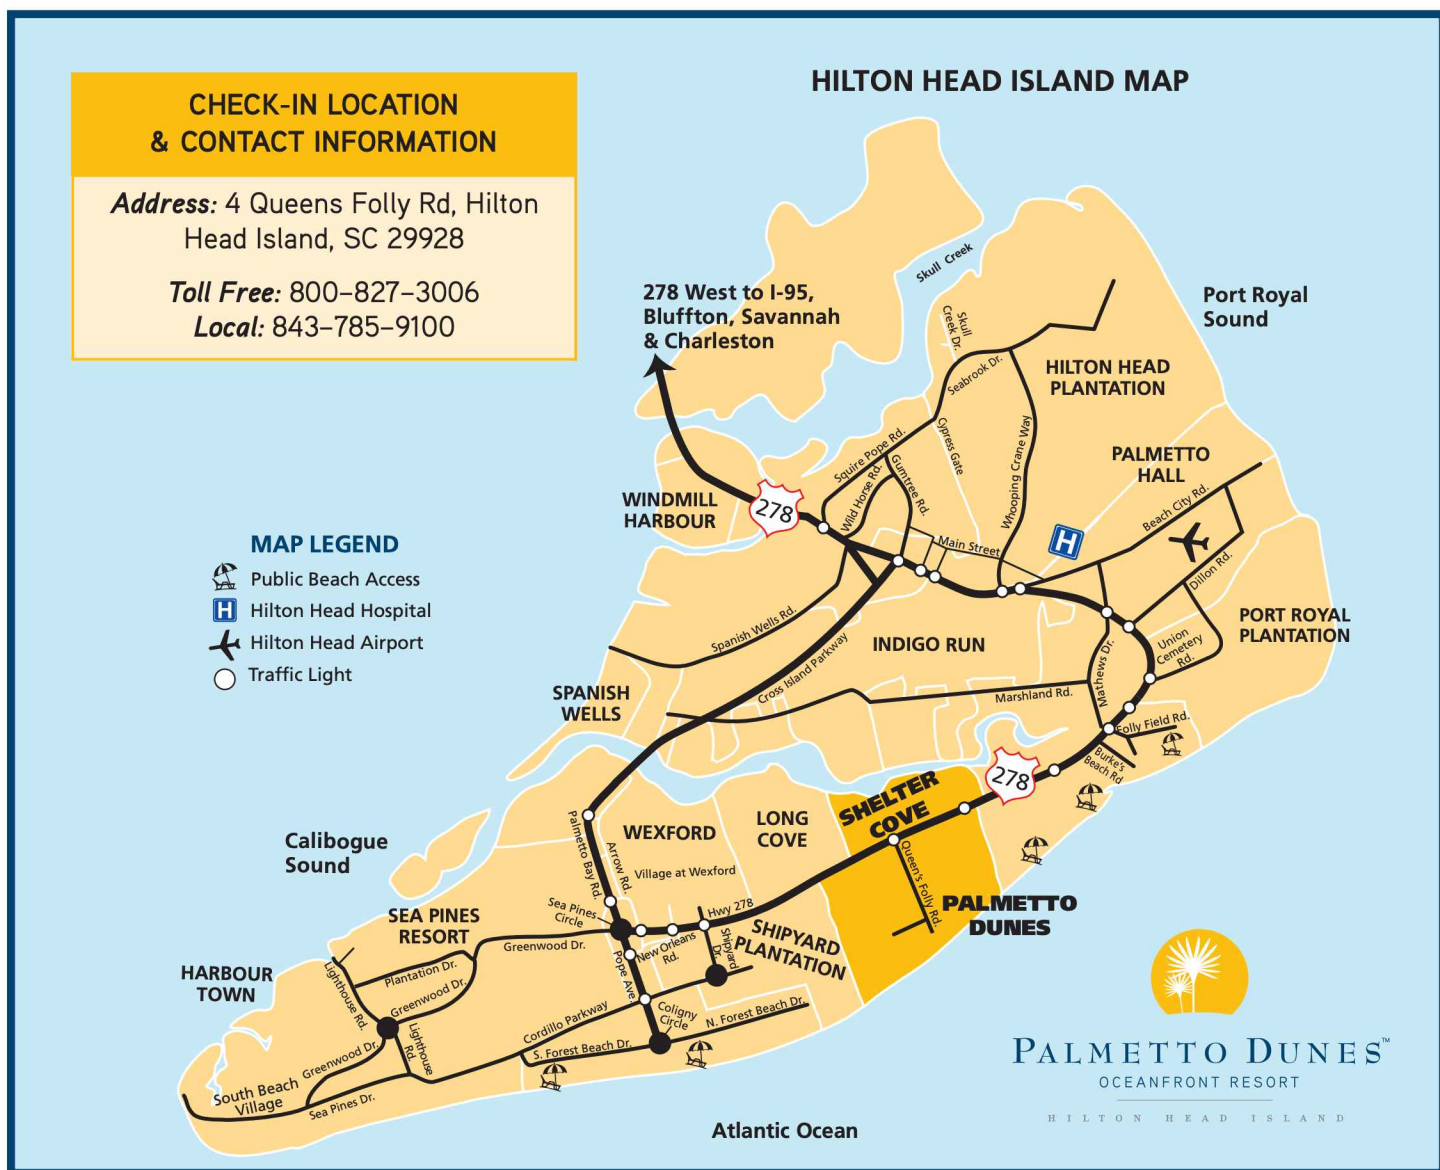 HILTON HEAD ISLAND MAP
CHECK-IN LOCATION
& CONTACT INFORMATION
Address: 4 Queens Folly Rd, Hilton
Head Island, SC 29928
Toll Free: 800-827-3006
Local: 843-785-9100
278 West to I-95,
Bluffton, Savannah
& Charleston
Skull Creek
Port Royal
Sound
Skull
Creek Dr.
Seabrook Dr.
HILTON HEAD
PLANTATION
Squire Pope Rd.
Cypress Gate
Whooping Crane Way
PALMETTO
HALL
Wild Horse Rd.
Gumtree Rd.
Beach City Rd.
WINDMILL
HARBOUR
278
Main Street
H
Dillon Rd.
MAP LEGEND
Public Beach Access
H
Hilton Head Hospital
Hilton Head Airport
Traffic Light
Spanish Wells Rd.
Cross Island Parkway
INDIGO RUN
PORT ROYAL
PLANTATION
Union
Cemetery
Rd.
Mathews Dr.
Marshland Rd.
SPANISH
WELLS
Folly Field Rd.
Burke's
Beach Rd
278
SHELTER
COVE
LONG
COVE
WEXFORD
Village at Wexford
Palmetto Bay Rd.
Arrow Rd.
Calibogue
Sound
Queen's Folly Rd.
PALMETTO
DUNES
Sea Pines
Circle
Hwy 278
SHIPYARD
PLANTATION
SEA PINES
RESORT
Greenwood Dr.
New Orleans
Rd.
Shipyard
Dr.
Pope Ave.
HARBOUR
TOWN
Lighthouse Rd.
Plantation Dr.
Greenwood Dr.
Lighthouse
Rd.
Cordillo Parkway
Coligny
Circle
N. Forest Beach Dr.
S. Forest Beach Dr.
Greenwood Dr.
South Beach
Village
Sea Pines Dr.
Atlantic Ocean
PALMETTO DUNES™
OCEANFRONT RESORT
HILTON HEAD ISLAND